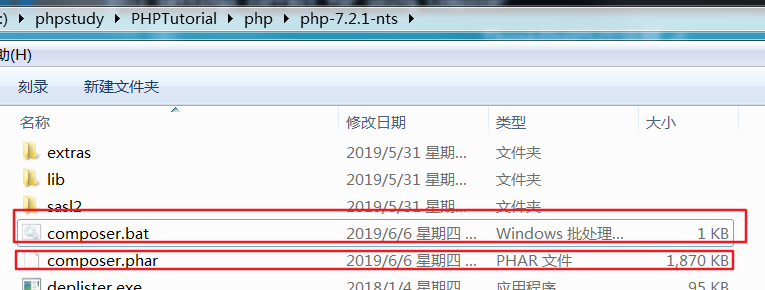 :) ▸ phpstudy ▸ PHPTutorial ▸ php ▸ php-7.2.1-nts ▸
助(H)
刻录 新建文件夹
名称 修改日期 类型 大小
extras 2019/5/31 星期... 文件夹
lib 2019/5/31 星期... 文件夹
sasl2 2019/5/31 星期... 文件夹
composer.bat 2019/6/6 星期四 ... Windows 批处理... 1 KB
composer.phar 2019/6/6 星期四 ... PHAR 文件 1,870 KB
deplister.exe 2018/1/4 星期四 ... 应用程序 95 KB